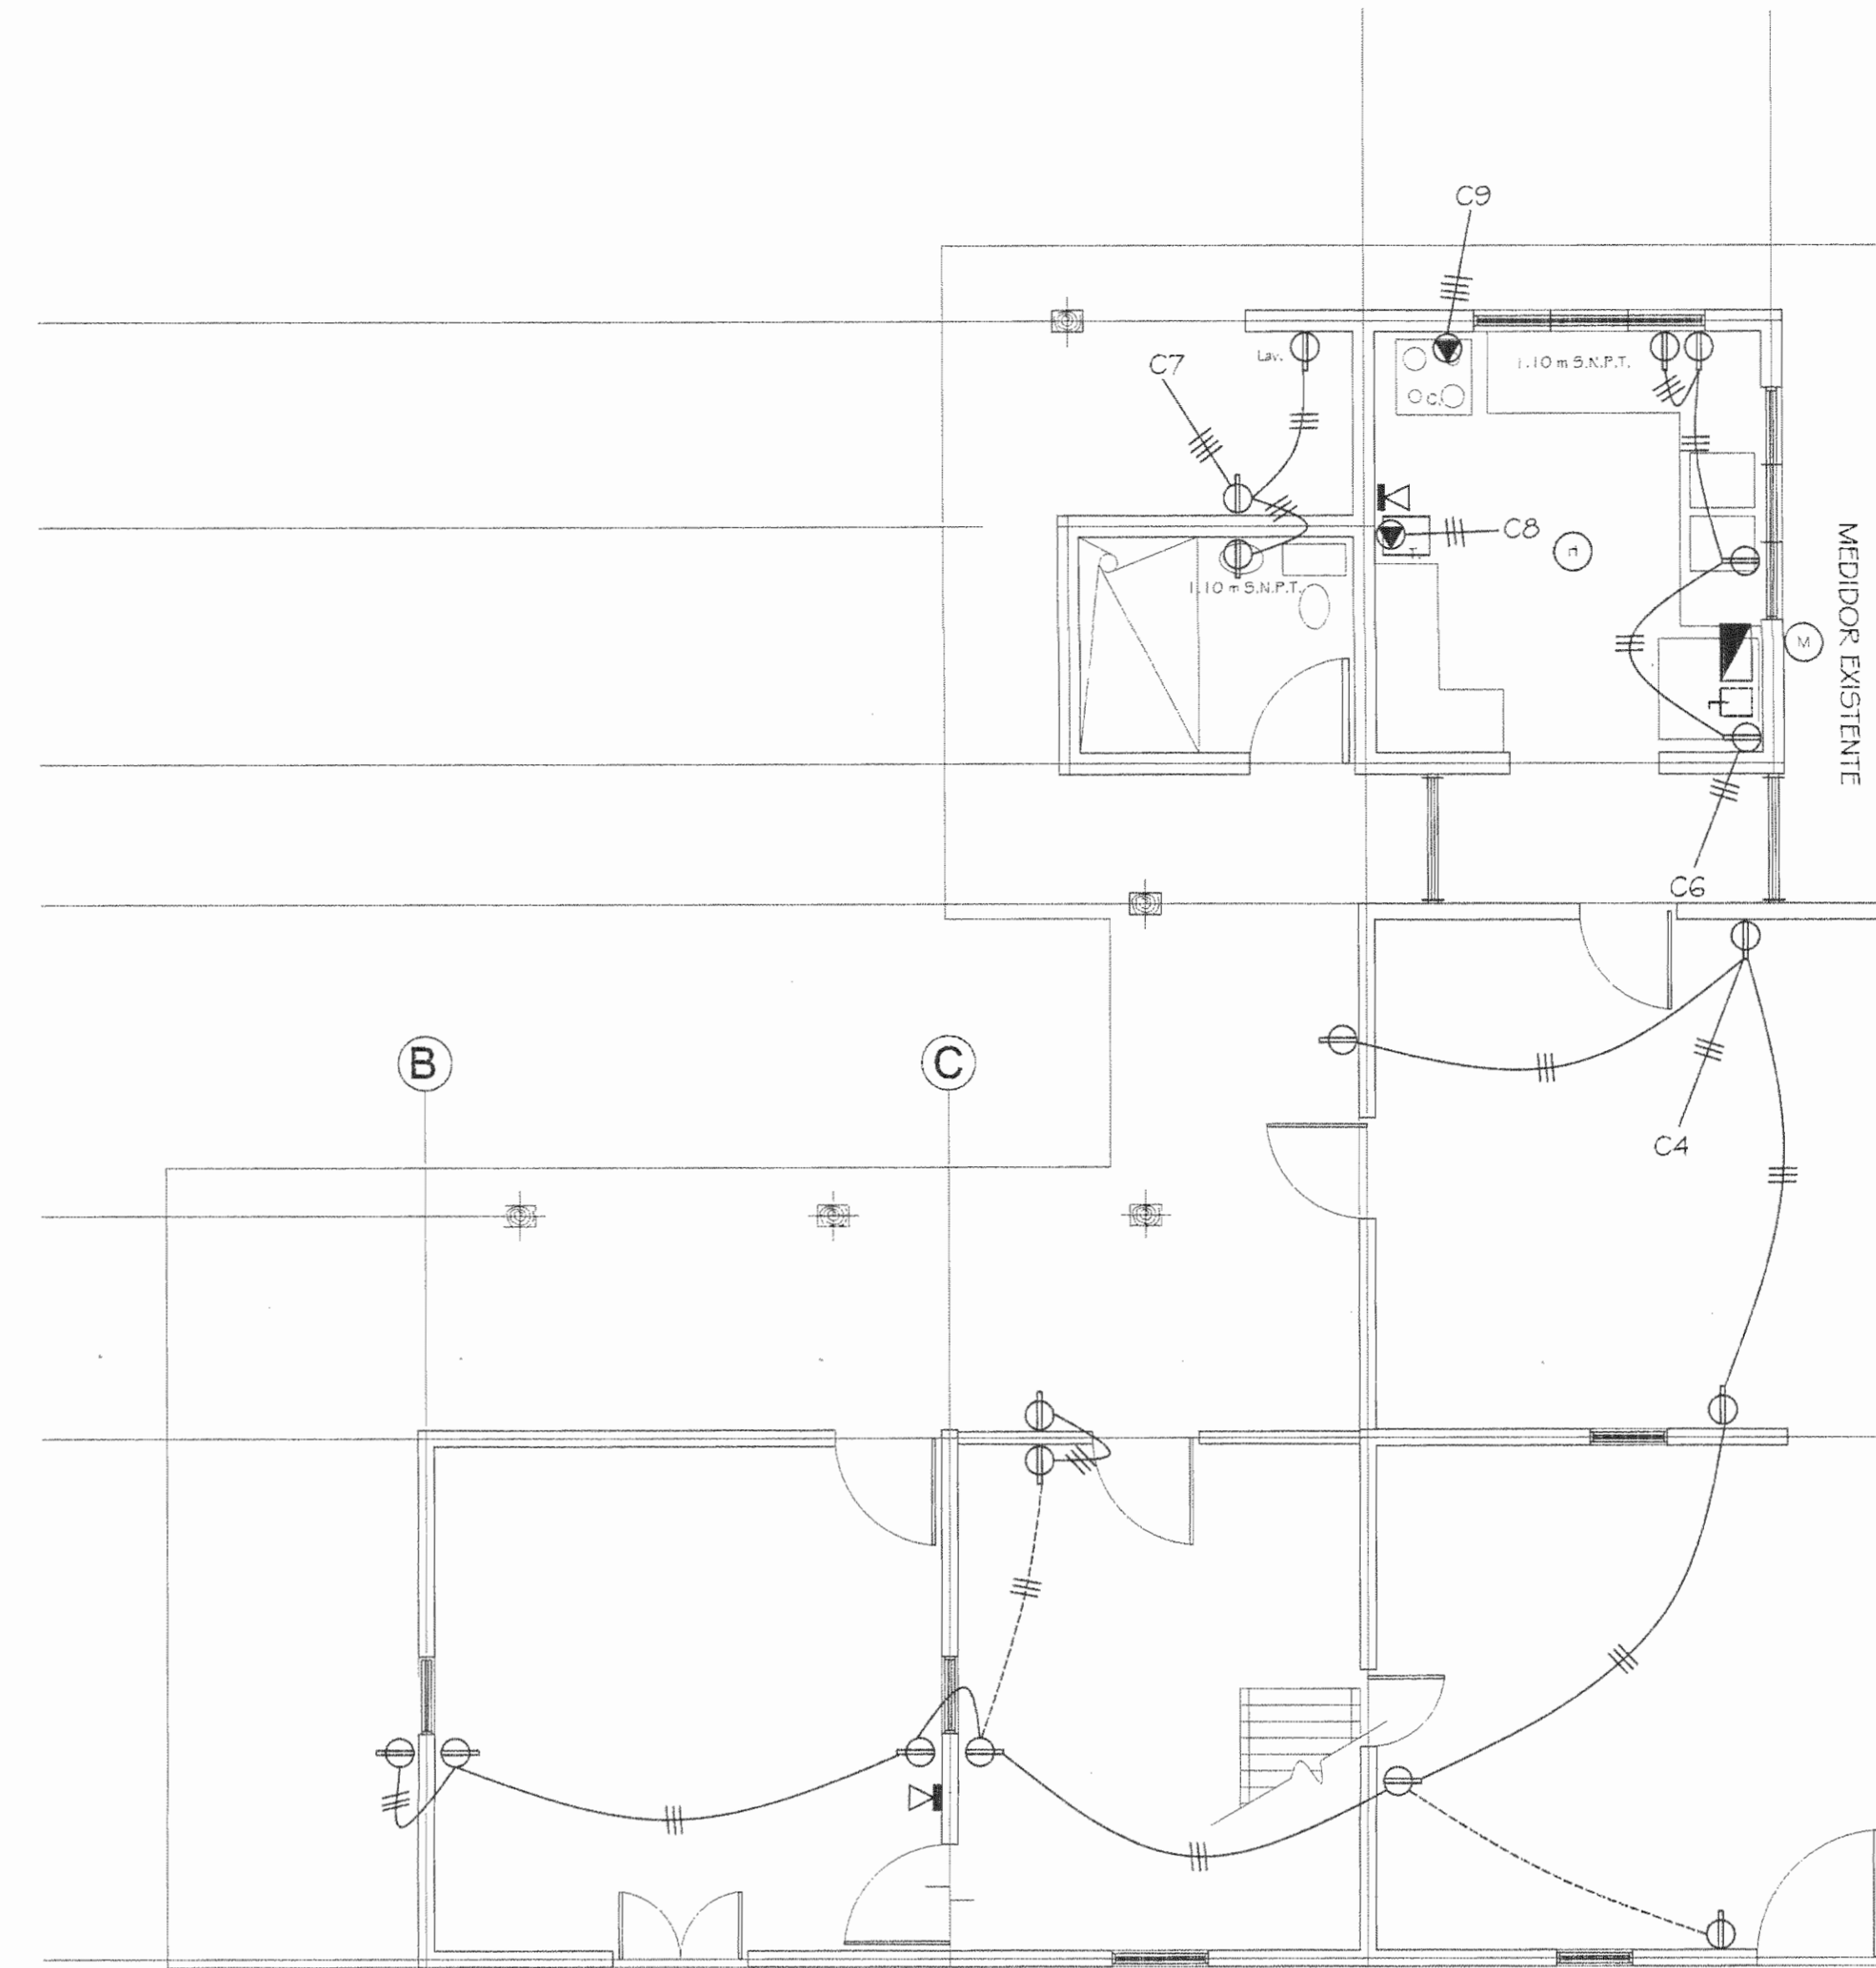 C9
C7
Lav.
1.10 m S.N.P.T.
C.
C8
T.
1.10 m S.N.P.T.
M
MEDIDOR EXISTENTE
C6
B
C
C4